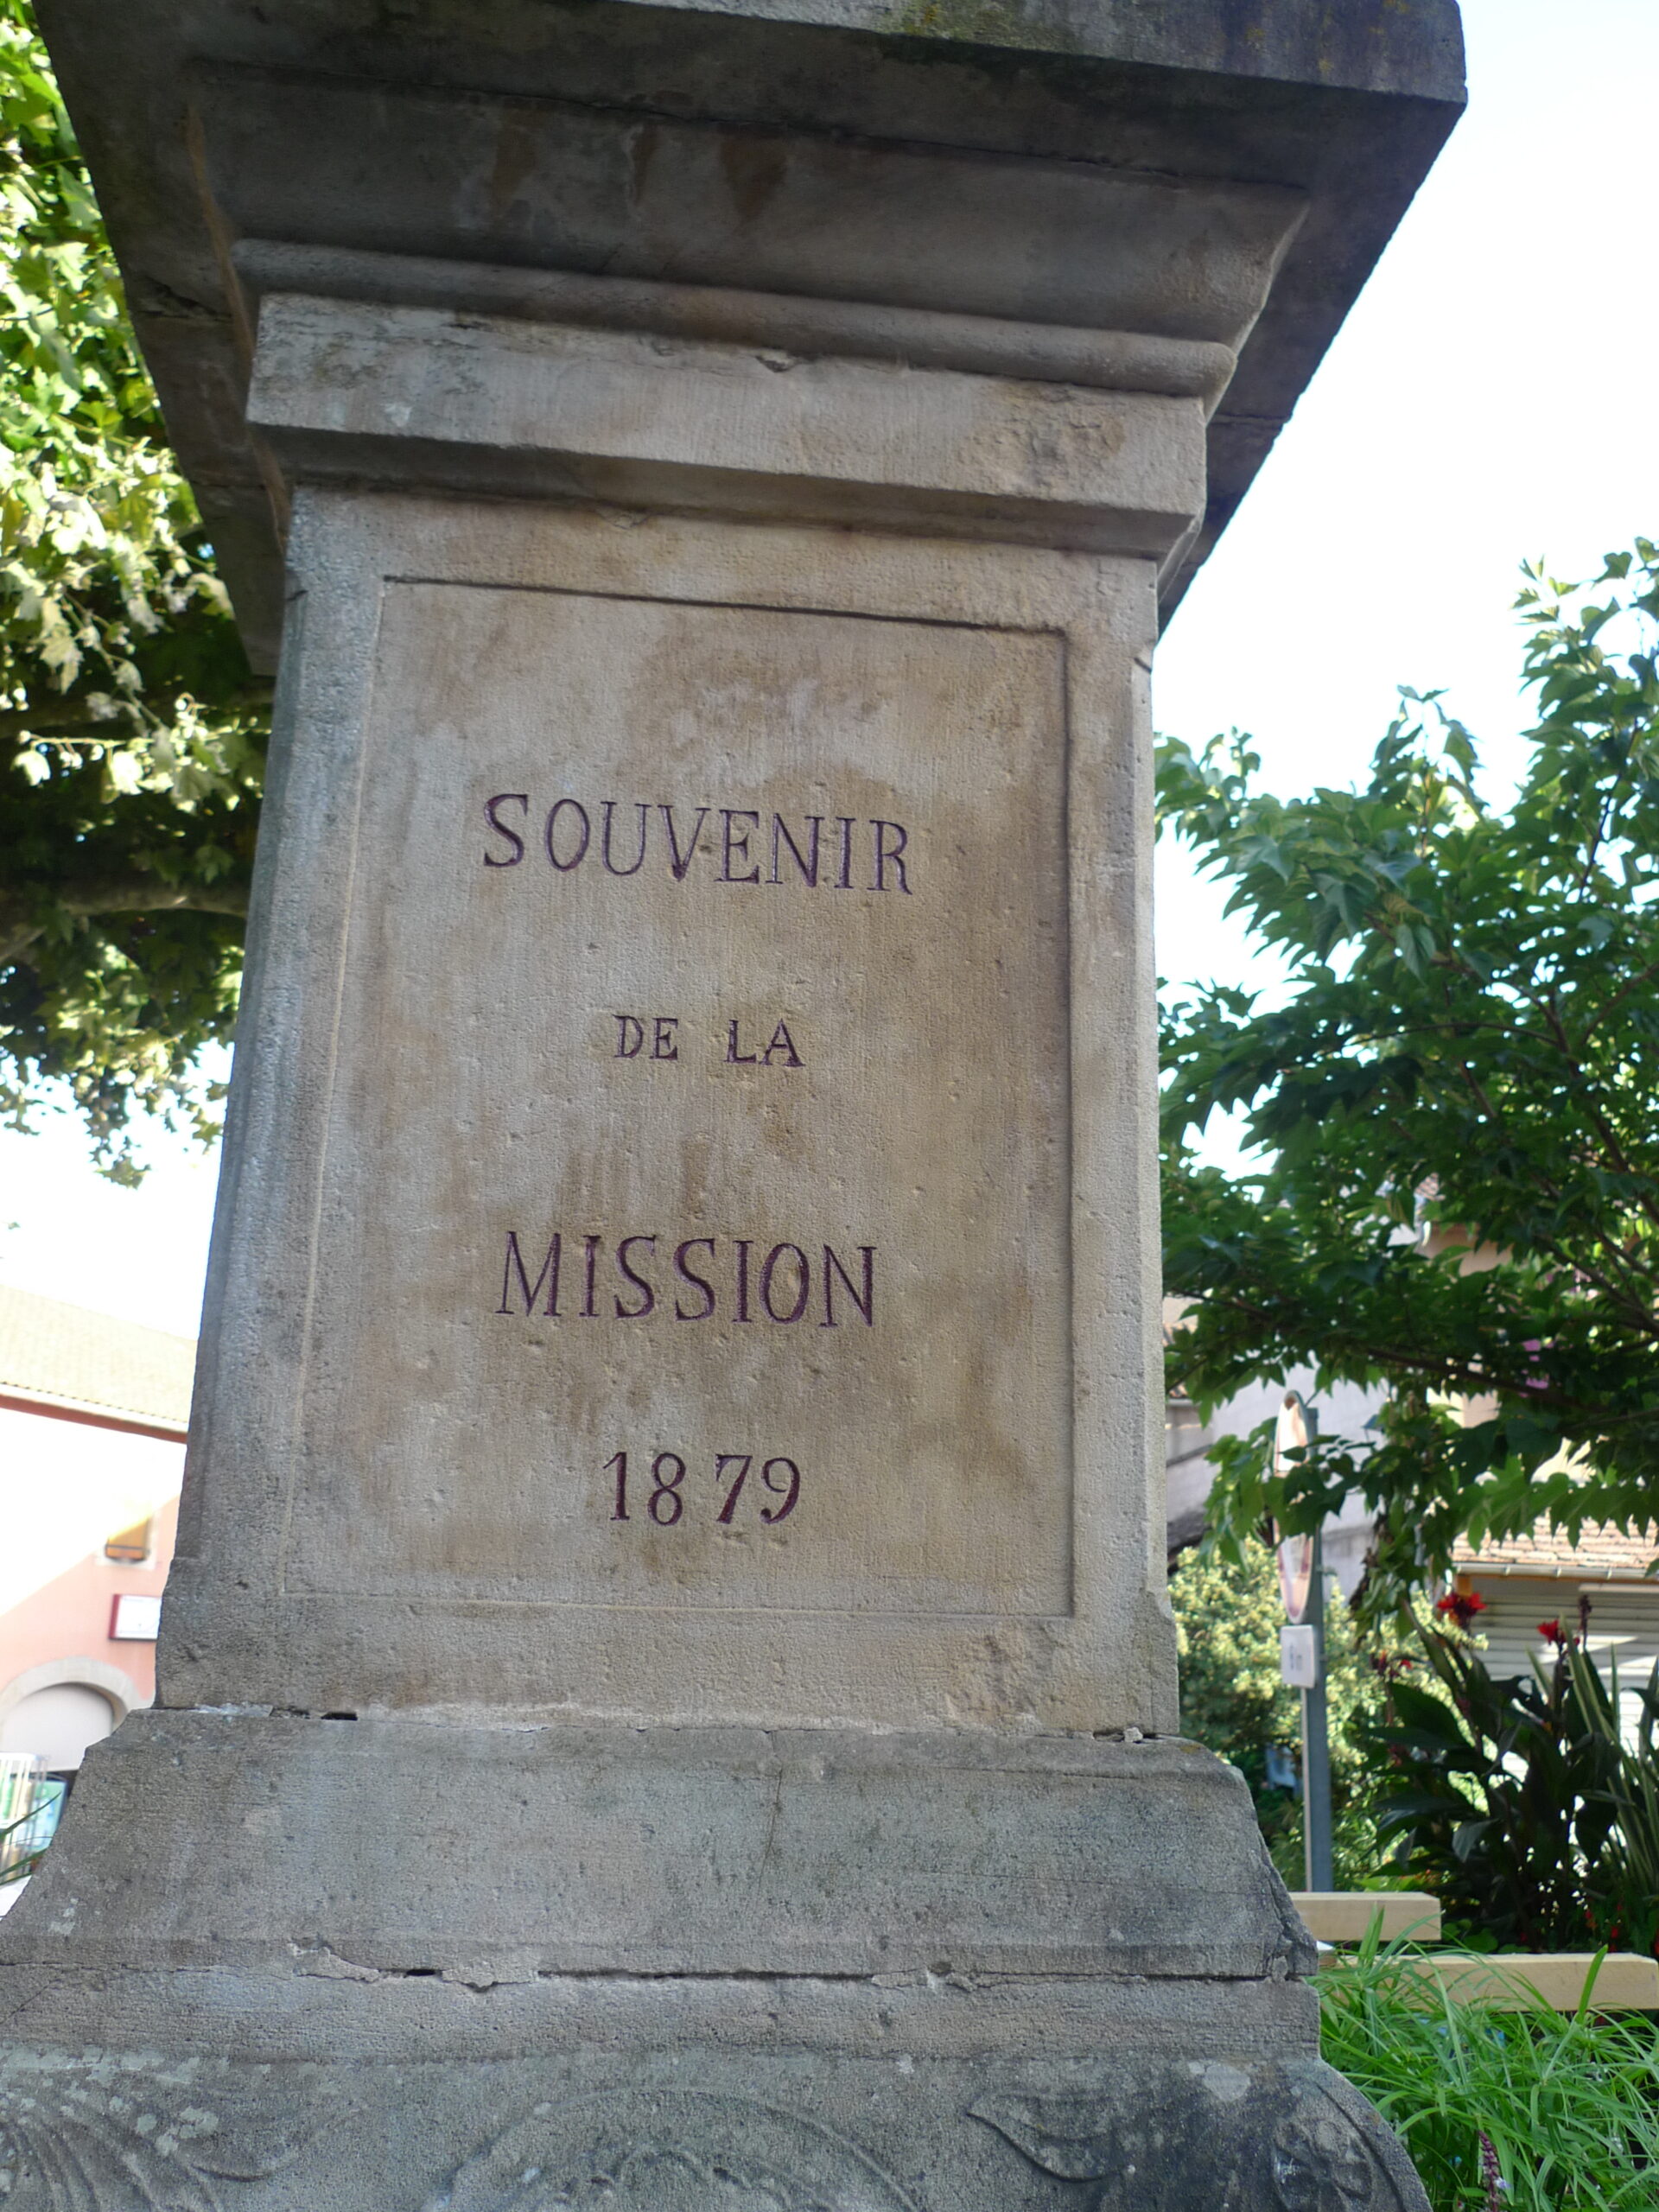 SOUVENIR
DE LA
MISSION
1879